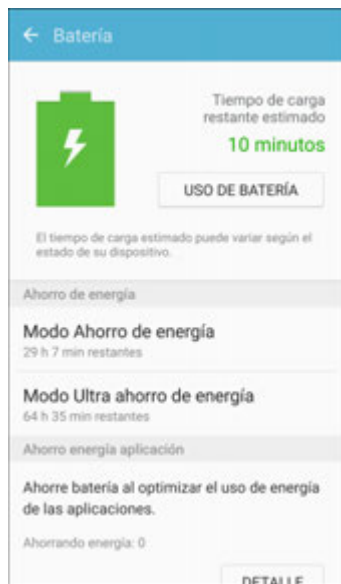 Batería
Tiempo de carga
restante estimado
10 minutos
USO DE BATERÍA
El tiempo de carga estimado puede variar según el
estado de su dispositivo.
Ahorro de energía
Modo Ahorro de energía
29 h 7 min restantes
Modo Ultra ahorro de energía
64 h 35 min restantes
Ahorro energía aplicación
Ahorre batería al optimizar el uso de energía
de las aplicaciones.
Ahorrando energía: 0
DETALLE